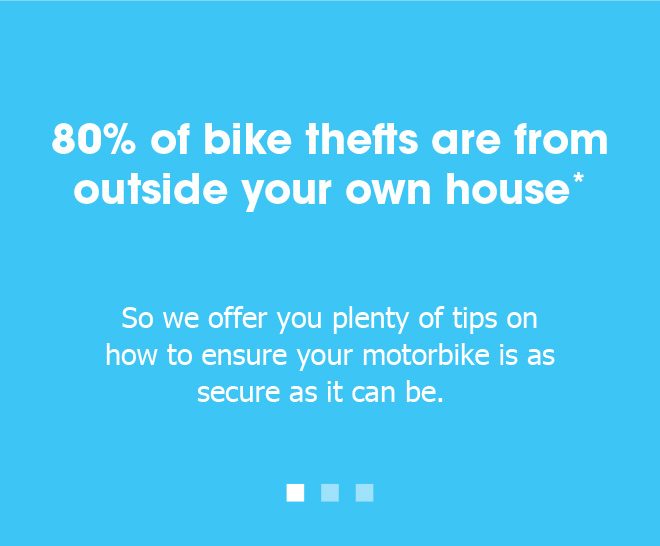 80% of bike thefts are from
outside your own house*
So we offer you plenty of tips on
how to ensure your motorbike is as
secure as it can be.